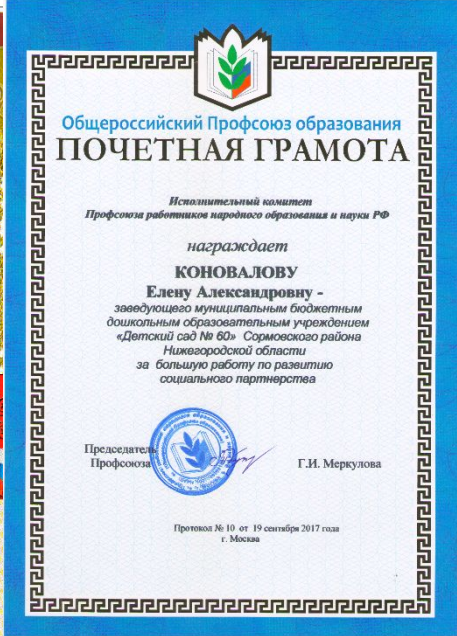 Общероссийский Профсоюз образования
ПОЧЕТНАЯ ГРАМОТА
Исполнительный комитет
Профсоюза работников народного образования и науки РФ
награждает
КОНОВАЛОВУ
Елену Александровну -
заведующего муниципальным бюджетным
дошкольным образовательным учреждением
«Детский сад № 60» Сормовского района
Нижегородской области
за большую работу по развитию
социального партнерства
Председатель
Профсоюза
Г.И. Меркулова
Протокол № 10 от 19 сентября 2017 года
г. Москва